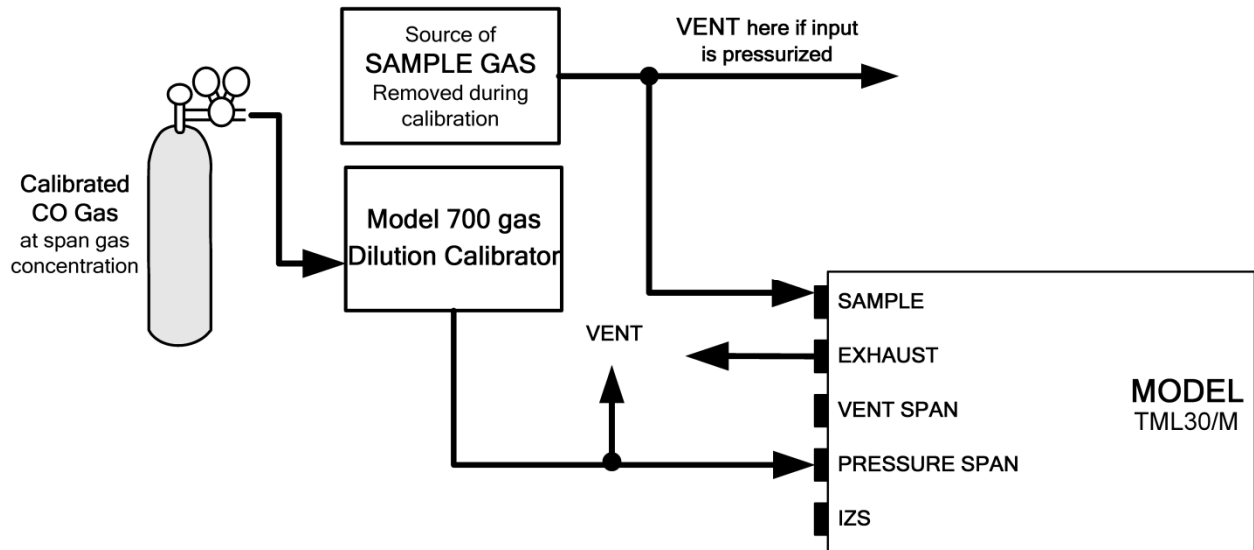 Source of
SAMPLE GAS
Removed during
calibration
VENT here if input
is pressurized
Calibrated
CO Gas
at span gas
concentration
Model 700 gas
Dilution Calibrator
VENT
SAMPLE
EXHAUST
VENT SPAN
PRESSURE SPAN
IZS
MODEL
TML30/M